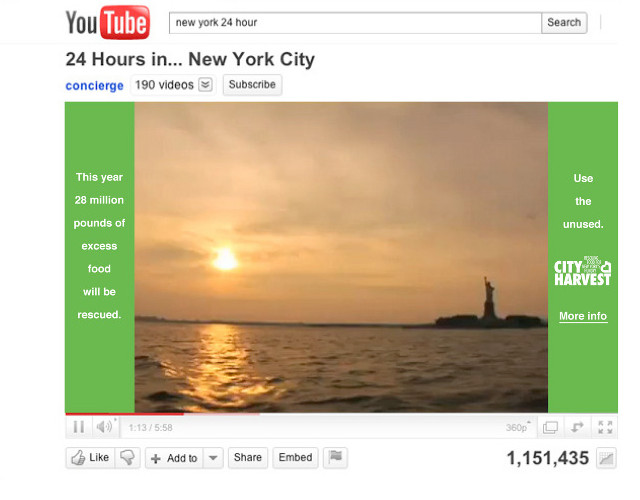 YouTube
new york 24 hour
Search
24 Hours in... New York City
concierge
190 videos
Subscribe
This year
28 million
pounds of
excess
food
will be
rescued.
Use
the
unused.
CITY
HARVEST
More info
1:13 / 5:58
360p
Like
Add to
Share
Embed
1,151,435